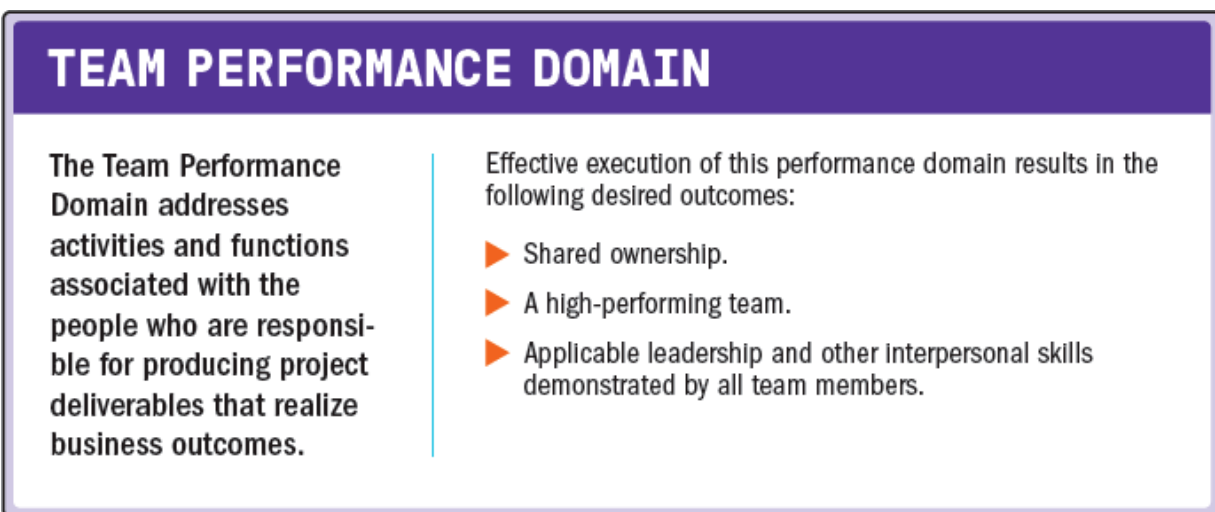 TEAM PERFORMANCE DOMAIN
The Team Performance
Domain addresses
activities and functions
associated with the
people who are responsi-
ble for producing project
deliverables that realize
business outcomes.
Effective execution of this performance domain results in the
following desired outcomes:
Shared ownership.
A high-performing team.
Applicable leadership and other interpersonal skills
demonstrated by all team members.